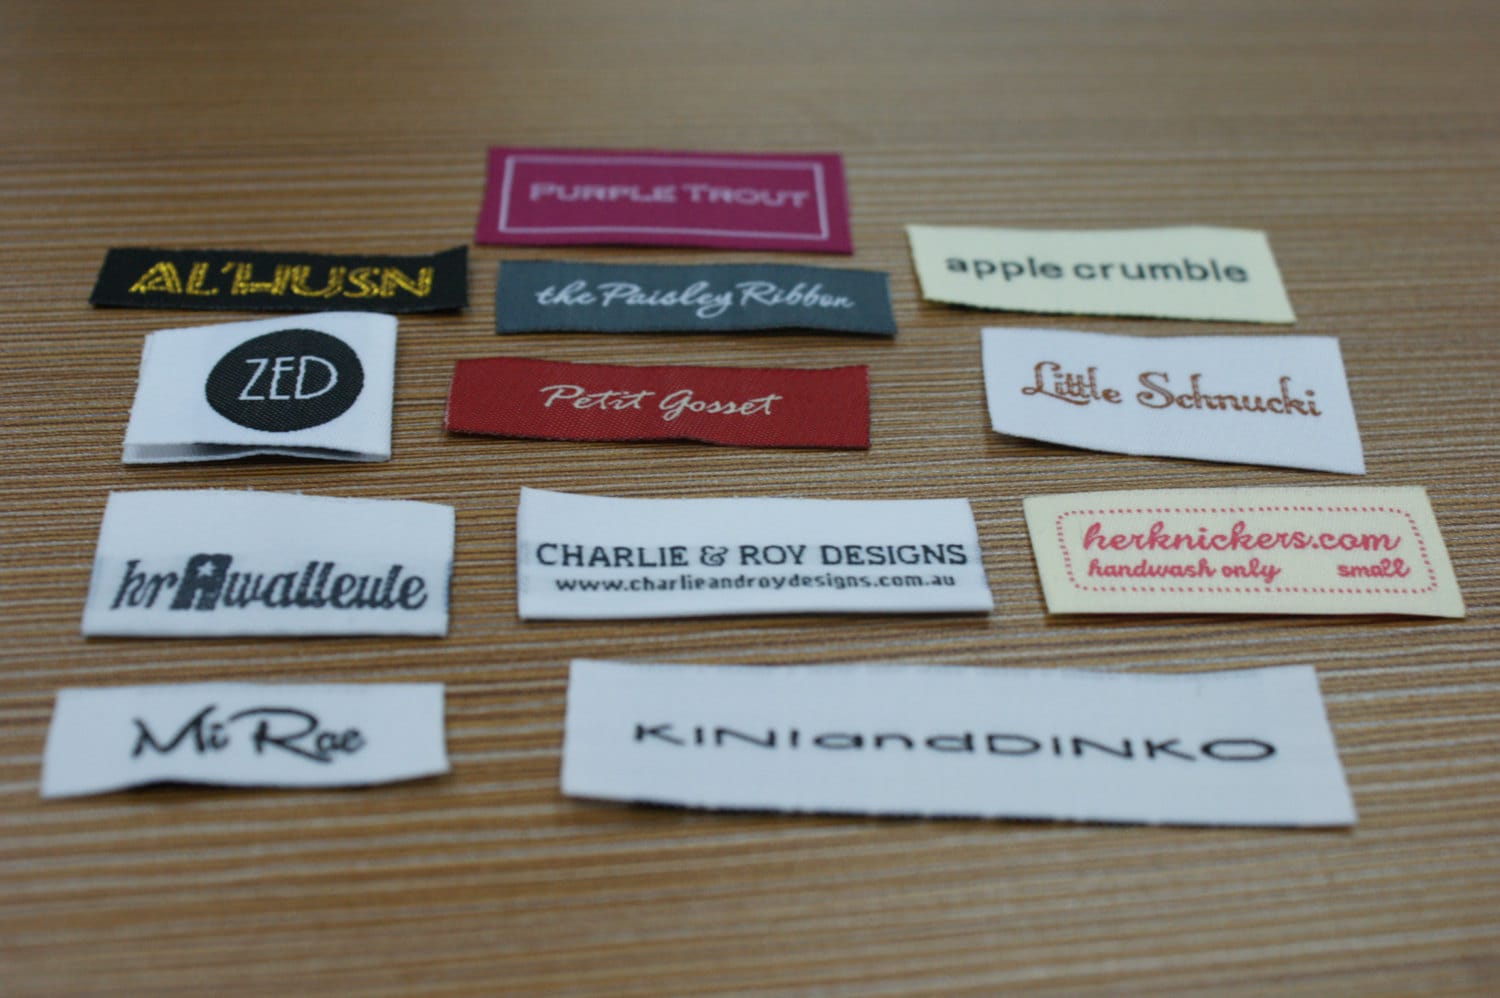 PURPLE TROUT
AL'HUSN
the Paisley Ribbon
apple crumble
ZED
Petit Gosset
Little Schnucki
krAwalleule
CHARLIE & ROY DESIGNS
www.charlieandroydesigns.com.au
herknickers.com
handwash only small
Mi Rae
KINIandDINKO